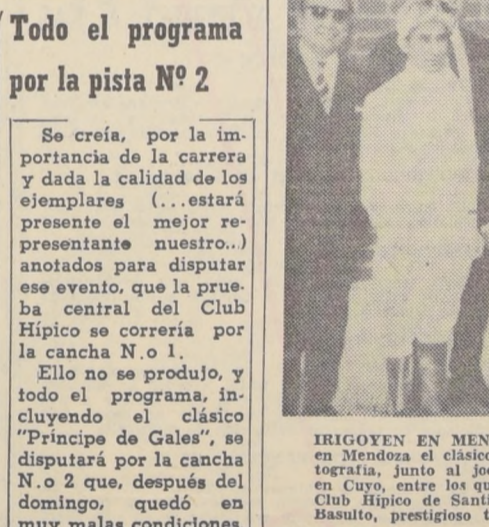 Todo el programa
por la pista Nº 2
Se creía, por la im-
portancia de la carrera
y dada la calidad de los
ejemplares (...estará
presente el mejor re-
presentante nuestro...)
anotados para disputar
ese evento, que la prue-
ba central del Club
Hípico se correría por
la cancha N.o 1.
Ello no se produjo, y
todo el programa, in-
cluyendo el clásico
"Príncipe de Gales", se
disputará por la cancha
N.o 2 que, después del
domingo, quedó en
muy malas condiciones
IRIGOYEN EN MEN
en Mendoza el clásico
tografía, junto al joc
en Cuyo, entre los qu
Club Hípico de Santi
Basulto, prestigioso t